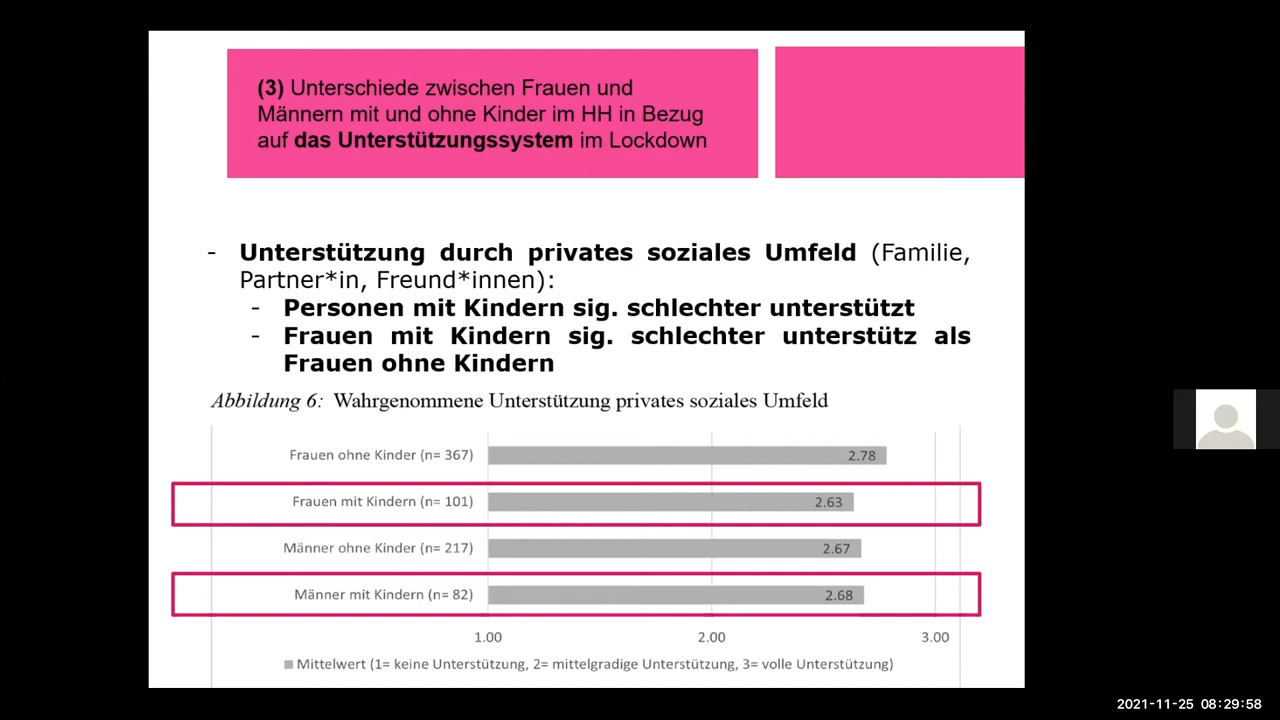 (3) Unterschiede zwischen Frauen und
Männern mit und ohne Kinder im HH in Bezug
auf das Unterstützungssystem im Lockdown
- Unterstützung durch privates soziales Umfeld (Familie,
Partner*in, Freund*innen):
- Personen mit Kindern sig. schlechter unterstützt
- Frauen mit Kindern sig. schlechter unterstütz als
Frauen ohne Kindern
Abbildung 6: Wahrgenommene Unterstützung privates soziales Umfeld
Frauen ohne Kinder (n= 367) 2.78
Frauen mit Kindern (n= 101) 2.63
Männer ohne Kinder (n= 217) 2.67
Männer mit Kindern (n= 82) 2.68
1.00 2.00 3.00
Mittelwert (1= keine Unterstützung, 2= mittelgradige Unterstützung, 3= volle Unterstützung)
2021-11-25 08:29:58